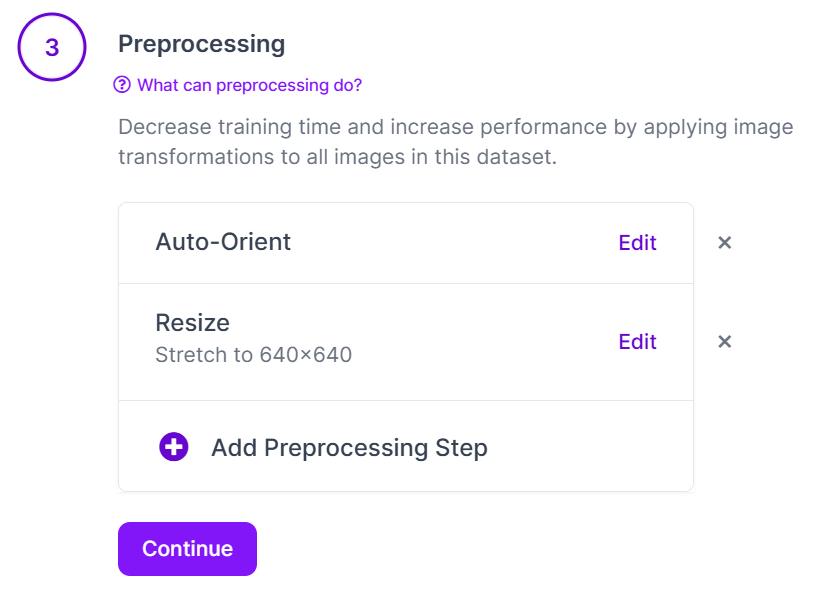 3
Preprocessing
What can preprocessing do?
Decrease training time and increase performance by applying image
transformations to all images in this dataset.
Auto-Orient
Edit
Resize
Stretch to 640×640
Edit
Add Preprocessing Step
Continue